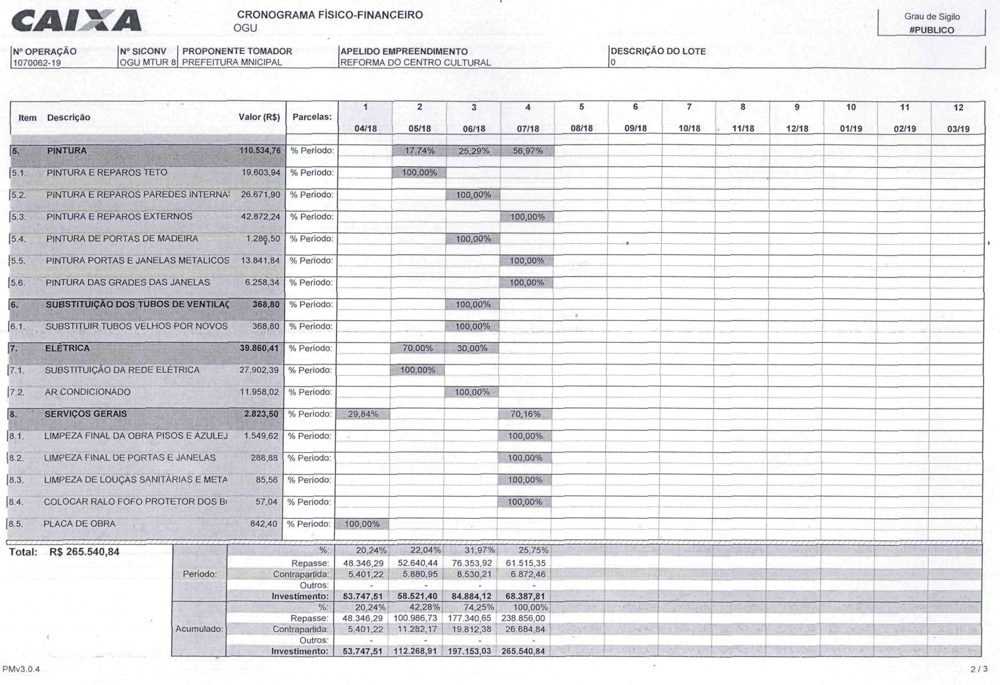 CAIXA
CRONOGRAMA FÍSICO-FINANCEIRO
OGU
Grau de Sigilo
#PUBLICO
Nº OPERAÇÃO Nº SICONV PROPONENTE TOMADOR APELIDO EMPREENDIMENTO DESCRIÇÃO DO LOTE
1070062-19 OGU MTUR 8 PREFEITURA MNICIPAL REFORMA DO CENTRO CULTURAL 0
1 2 3 4 5 6 7 8 9 10 11 12
Item Descrição Valor (R$) Parcelas:
04/18 05/18 06/18 07/18 08/18 09/18 10/18 11/18 12/18 01/19 02/19 03/19
5. PINTURA 110.534,76 % Período: 17,74% 25,29% 56,97%
5.1. PINTURA E REPAROS TETO 19.603,94 % Período: 100,00%
5.2. PINTURA E REPAROS PAREDES INTERNA 26.671,90 % Período: 100,00%
5.3. PINTURA E REPAROS EXTERNOS 42.872,24 % Período: 100,00%
5.4. PINTURA DE PORTAS DE MADEIRA 1.286,50 % Período: 100,00%
5.5. PINTURA PORTAS E JANELAS METALICOS 13.841,84 % Período: 100,00%
5.6. PINTURA DAS GRADES DAS JANELAS 6.258,34 % Período: 100,00%
6. SUBSTITUIÇÃO DOS TUBOS DE VENTILAÇ 368,80 % Período: 100,00%
6.1. SUBSTITUIR TUBOS VELHOS POR NOVOS 368,80 % Período: 100,00%
7. ELÉTRICA 39.860,41 % Período: 70,00% 30,00%
7.1. SUBSTITUIÇÃO DA REDE ELÉTRICA 27.902,39 % Período: 100,00%
7.2. AR CONDICIONADO 11.958,02 % Período: 100,00%
8. SERVIÇOS GERAIS 2.823,50 % Período: 29,84% 70,16%
8.1. LIMPEZA FINAL DA OBRA PISOS E AZULEJ 1.549,62 % Período: 100,00%
8.2. LIMPEZA FINAL DE PORTAS E JANELAS 288,88 % Período: 100,00%
8.3. LIMPEZA DE LOUÇAS SANITÁRIAS E META 85,56 % Período: 100,00%
8.4. COLOCAR RALO FOFO PROTETOR DOS B 57,04 % Período: 100,00%
8.5. PLACA DE OBRA 842,40 % Período: 100,00%
Total: R$ 265.540,84 %: 20,24% 22,04% 31,97% 25,75%
Repasse: 48.346,29 52.640,44 76.353,92 61.515,35
Período: Contrapartida: 5.401,22 5.880,95 8.530,21 6.872,46
Outros: - - - -
Investimento: 53.747,51 58.521,40 84.884,12 68.387,81
%: 20,24% 42,28% 74,25% 100,00%
Repasse: 48.346,29 100.986,73 177.340,65 238.856,00
Acumulado: Contrapartida: 5.401,22 11.282,17 19.812,38 26.684,84
Outros: - - - -
Investimento: 53.747,51 112.268,91 197.153,03 265.540,84
PMv3.0.4 2 / 3